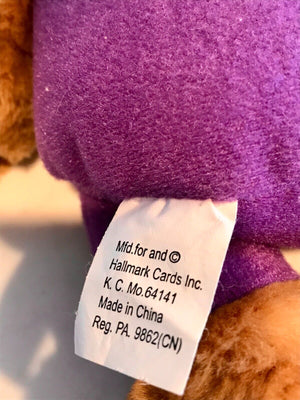 Mfd.for and ©
Hallmark Cards Inc.
K. C. Mo.64141
Made in China
Reg. PA. 9862(CN)